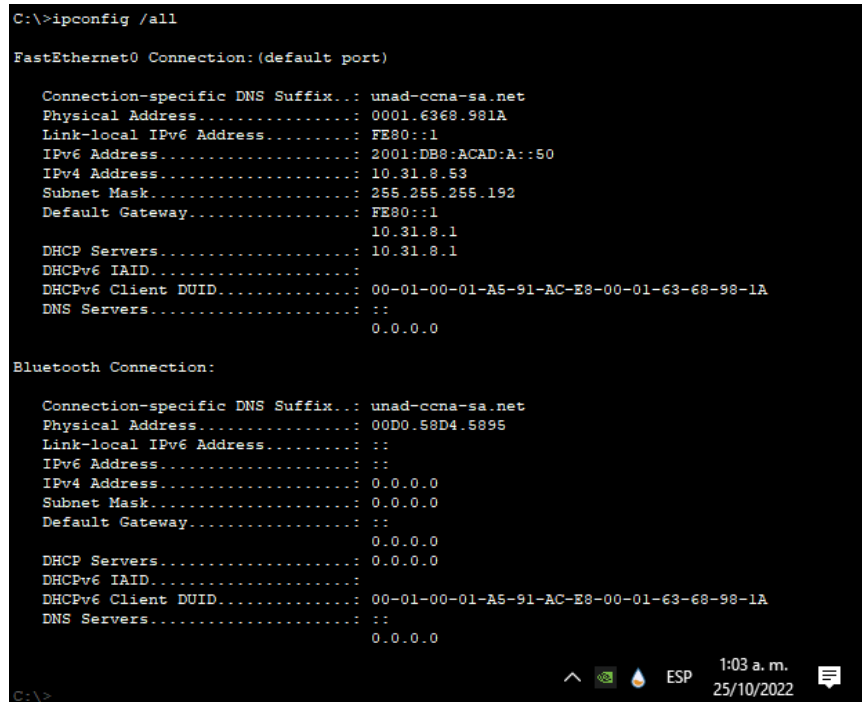 C:\>ipconfig /all
FastEthernet0 Connection:(default port)
Connection-specific DNS Suffix..: unad-ccna-sa.net
Physical Address................: 0001.6368.981A
Link-local IPv6 Address.........: FE80::1
IPv6 Address....................: 2001:DB8:ACAD:A::50
IPv4 Address....................: 10.31.8.53
Subnet Mask.....................: 255.255.255.192
Default Gateway.................: FE80::1
10.31.8.1
DHCP Servers....................: 10.31.8.1
DHCPv6 IAID.....................:
DHCPv6 Client DUID..............: 00-01-00-01-A5-91-AC-E8-00-01-63-68-98-1A
DNS Servers.....................: ::
0.0.0.0
Bluetooth Connection:
Connection-specific DNS Suffix..: unad-ccna-sa.net
Physical Address................: 00D0.58D4.5895
Link-local IPv6 Address.........: ::
IPv6 Address....................: ::
IPv4 Address....................: 0.0.0.0
Subnet Mask.....................: 0.0.0.0
Default Gateway.................: ::
0.0.0.0
DHCP Servers....................: 0.0.0.0
DHCPv6 IAID.....................:
DHCPv6 Client DUID..............: 00-01-00-01-A5-91-AC-E8-00-01-63-68-98-1A
DNS Servers.....................: ::
0.0.0.0
ESP 1:03 a. m.
25/10/2022
C:\>